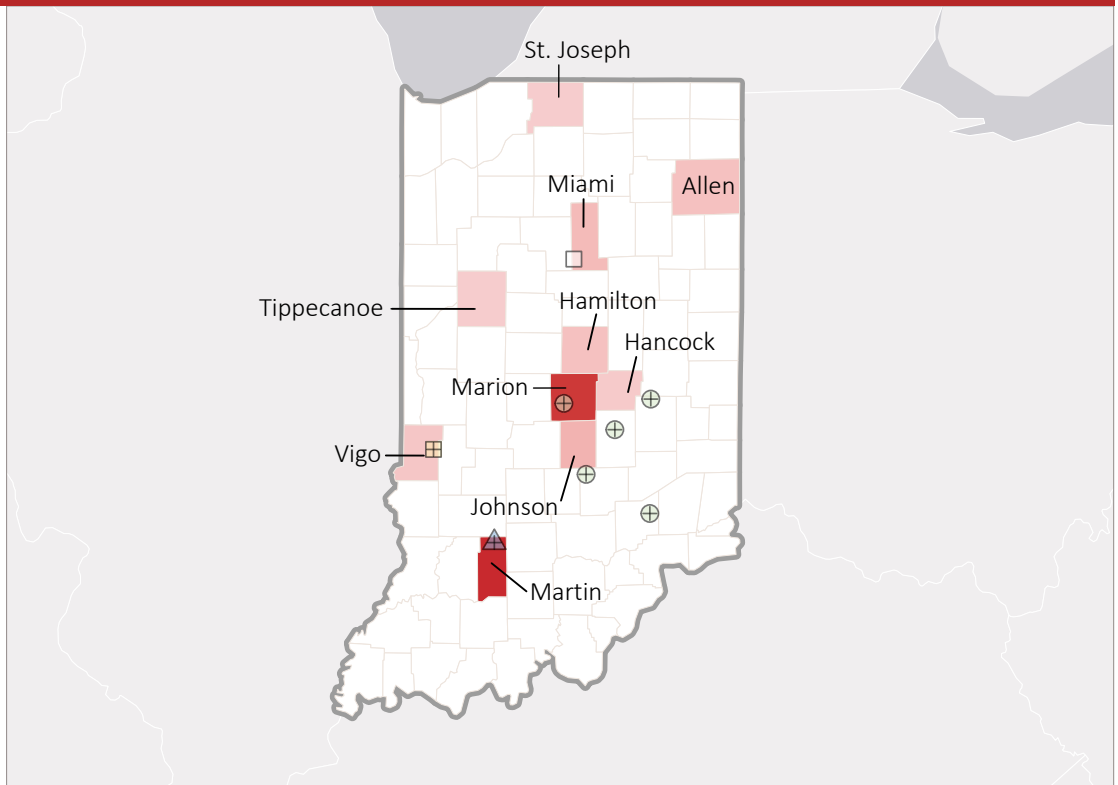 St. Joseph
Miami
Allen
Tippecanoe
Hamilton
Hancock
Marion
Vigo
Johnson
Martin